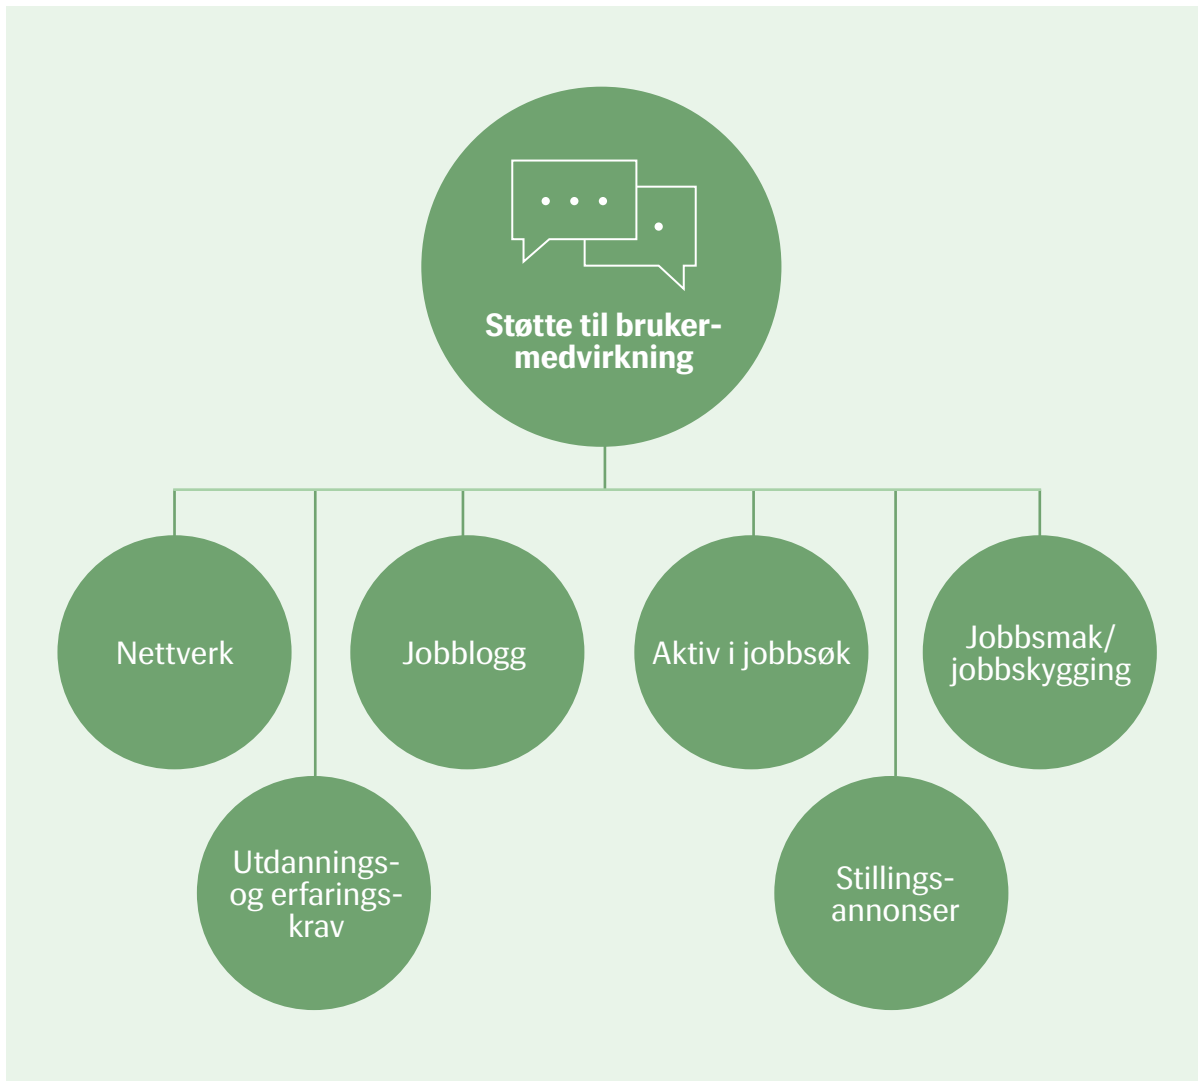 Støtte til bruker-
medvirkning
Nettverk
Jobblogg
Aktiv i jobbsøk
Jobbsmak/
jobbskygging
Utdannings-
og erfarings-
krav
Stillings-
annonser